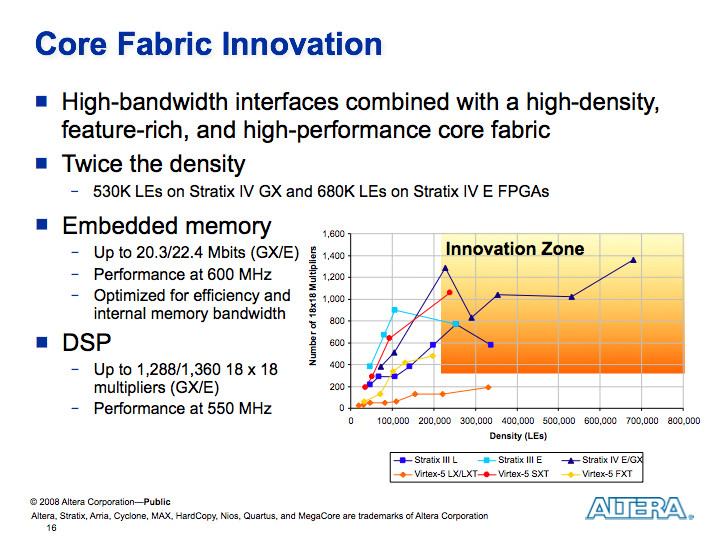 Core Fabric Innovation
High-bandwidth interfaces combined with a high-density,
feature-rich, and high-performance core fabric
Twice the density
– 530K LEs on Stratix IV GX and 680K LEs on Stratix IV E FPGAs
Embedded memory
– Up to 20.3/22.4 Mbits (GX/E)
– Performance at 600 MHz
– Optimized for efficiency and
internal memory bandwidth
DSP
– Up to 1,288/1,360 18 x 18
multipliers (GX/E)
– Performance at 550 MHz
Number of 18x18 Multipliers
1,600
1,400
1,200
1,000
800
600
400
200
0
Innovation Zone
0 100,000 200,000 300,000 400,000 500,000 600,000 700,000 800,000
Density (LEs)
Stratix III L Stratix III E Stratix IV E/GX
Virtex-5 LX/LXT Virtex-5 SXT Virtex-5 FXT
© 2008 Altera Corporation—Public
Altera, Stratix, Arria, Cyclone, MAX, HardCopy, Nios, Quartus, and MegaCore are trademarks of Altera Corporation
16
ALTERA®